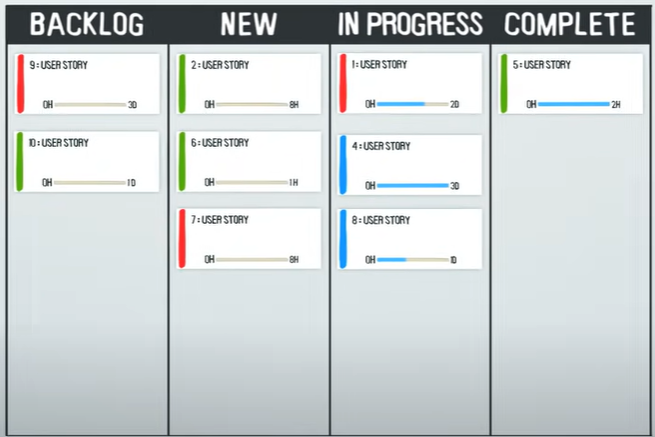 BACKLOG
9: USER STORY
0H 3D
10: USER STORY
0H 1D
NEW
2: USER STORY
0H 8H
6: USER STORY
0H 1H
7: USER STORY
0H 8H
IN PROGRESS
1: USER STORY
0H 2D
4: USER STORY
0H 3D
8: USER STORY
0H 1D
COMPLETE
5: USER STORY
0H 2H